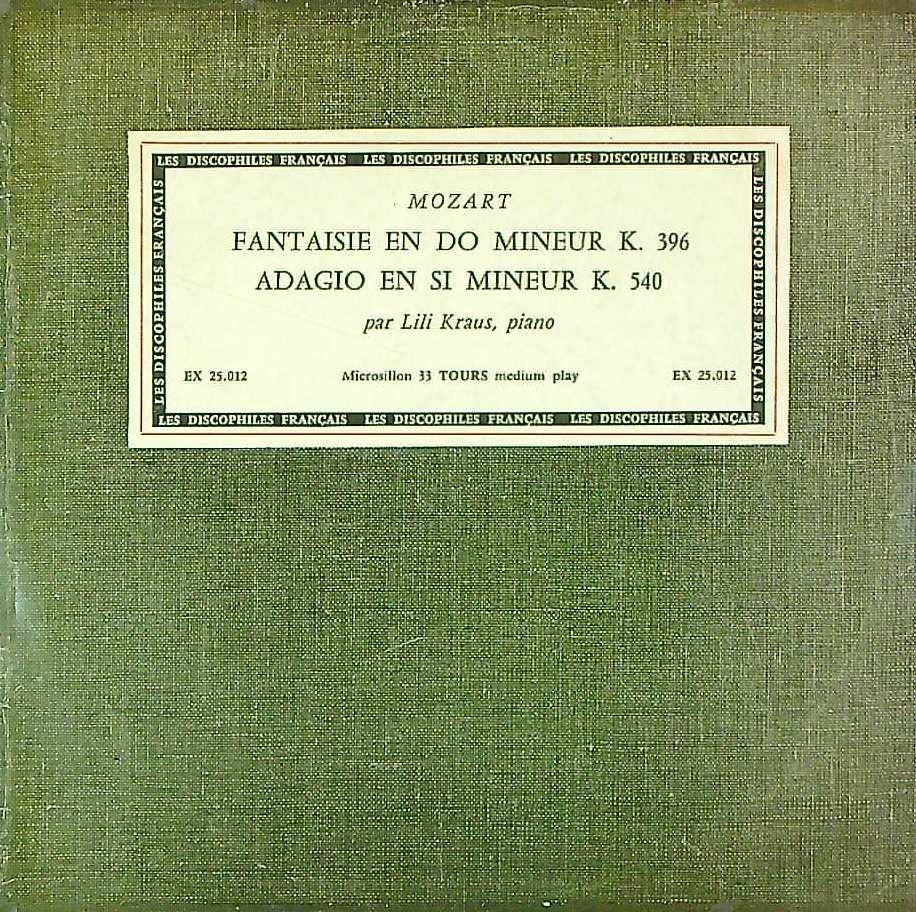 LES DISCOPHILES FRANÇAIS LES DISCOPHILES FRANÇAIS LES DISCOPHILES FRANÇAIS
LES DISCOPHILES FRANÇAIS
LES DISCOPHILES FRANÇAIS
MOZART
FANTAISIE EN DO MINEUR K. 396
ADAGIO EN SI MINEUR K. 540
par Lili Kraus, piano
EX 25.012 Microsillon 33 TOURS medium play EX 25.012
LES DISCOPHILES FRANÇAIS LES DISCOPHILES FRANÇAIS LES DISCOPHILES FRANÇAIS